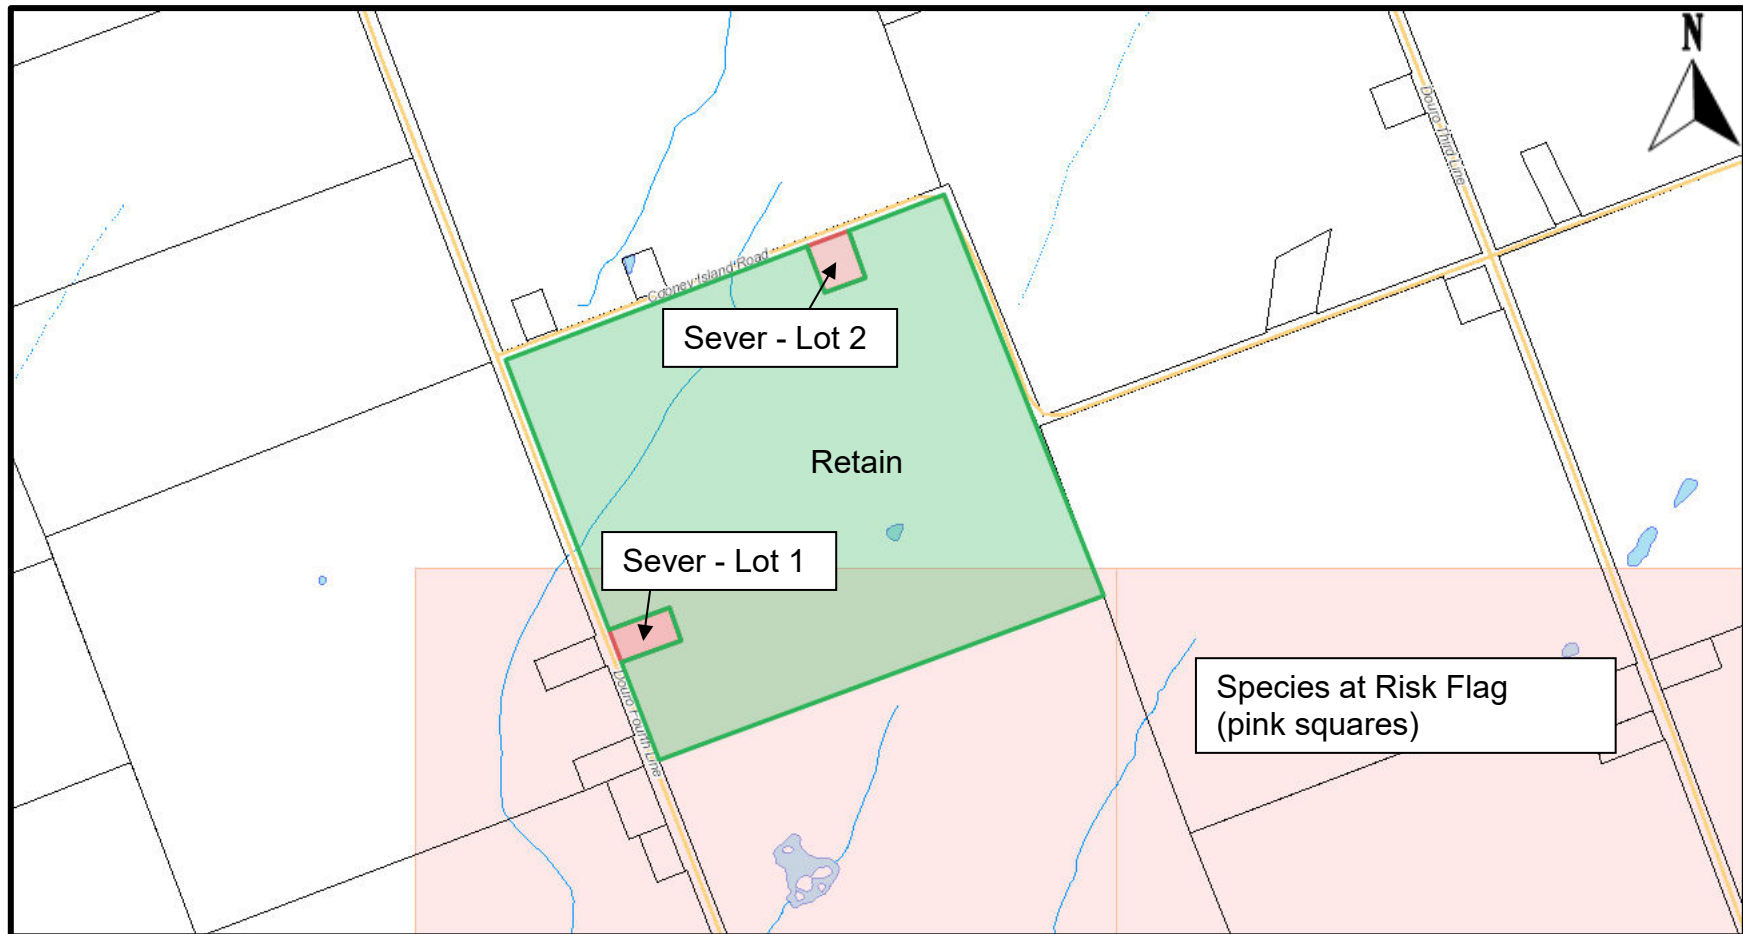 N
Douro Third Line
Cooney Island Road
Sever - Lot 2
Retain
Sever - Lot 1
Douro Fourth Line
Species at Risk Flag
(pink squares)